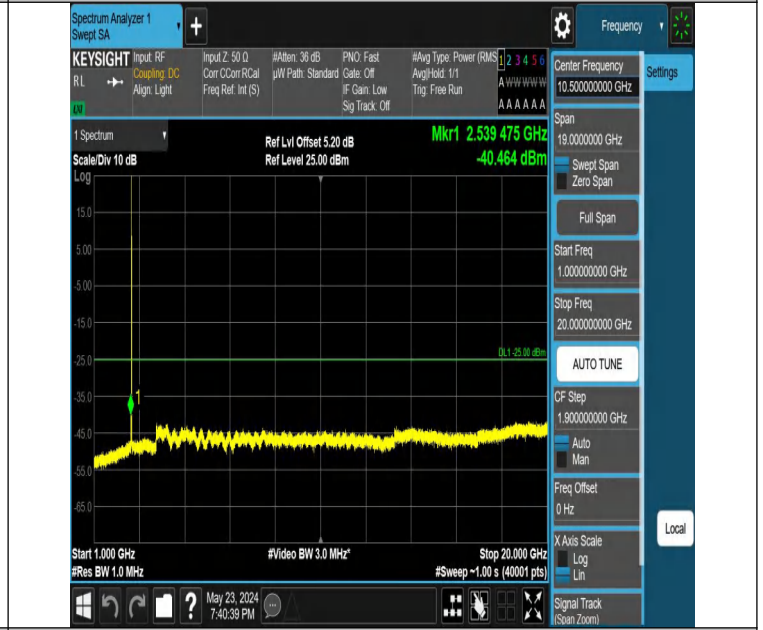 Spectrum Analyzer 1
Swept SA
+
Frequency
KEYSIGHT
RL
Input: RF
Coupling: DC
Align: Light
Input Z: 50 Ω
Corr CCorr RCal
Freq Ref: Int (S)
#Atten: 36 dB
µW Path: Standard
PNO: Fast
Gate: Off
IF Gain: Low
Sig Track: Off
#Avg Type: Power (RMS
Avg|Hold: 1/1
Trig: Free Run
1 2 3 4 5 6
A W W W W W
A A A A A A
1 Spectrum
Scale/Div 10 dB
Log
Ref Lvl Offset 5.20 dB
Ref Level 25.00 dBm
Mkr1 2.539 475 GHz
-40.464 dBm
15.0
5.00
-5.00
-15.0
-25.0
-35.0
-45.0
-55.0
-65.0
DL1 -25.00 dBm
1
Start 1.000 GHz
#Res BW 1.0 MHz
#Video BW 3.0 MHz*
Stop 20.000 GHz
#Sweep ~1.00 s (40001 pts)
Center Frequency
10.500000000 GHz
Settings
Span
19.0000000 GHz
Swept Span
Zero Span
Full Span
Start Freq
1.000000000 GHz
Stop Freq
20.000000000 GHz
AUTO TUNE
CF Step
1.900000000 GHz
Auto
Man
Freq Offset
0 Hz
X Axis Scale
Log
Lin
Signal Track
(Span Zoom)
Local
?
May 23, 2024
7:40:39 PM